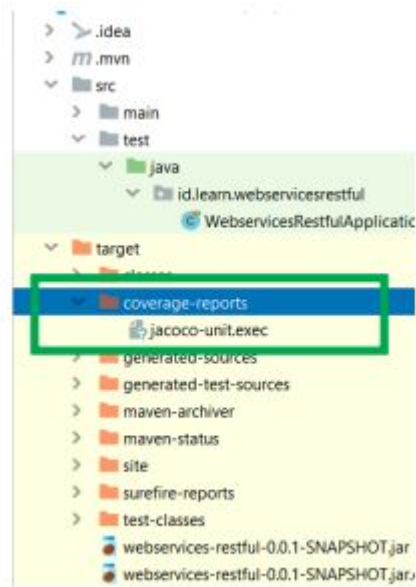 .idea
.mvn
src
main
test
java
id.learn.webservicesrestful
WebservicesRestfulApplicatic
target
classes
coverage-reports
jacoco-unit.exec
generated-sources
generated-test-sources
maven-archiver
maven-status
site
surefire-reports
test-classes
webservices-restful-0.0.1-SNAPSHOT.jar
webservices-restful-0.0.1-SNAPSHOT.jar.